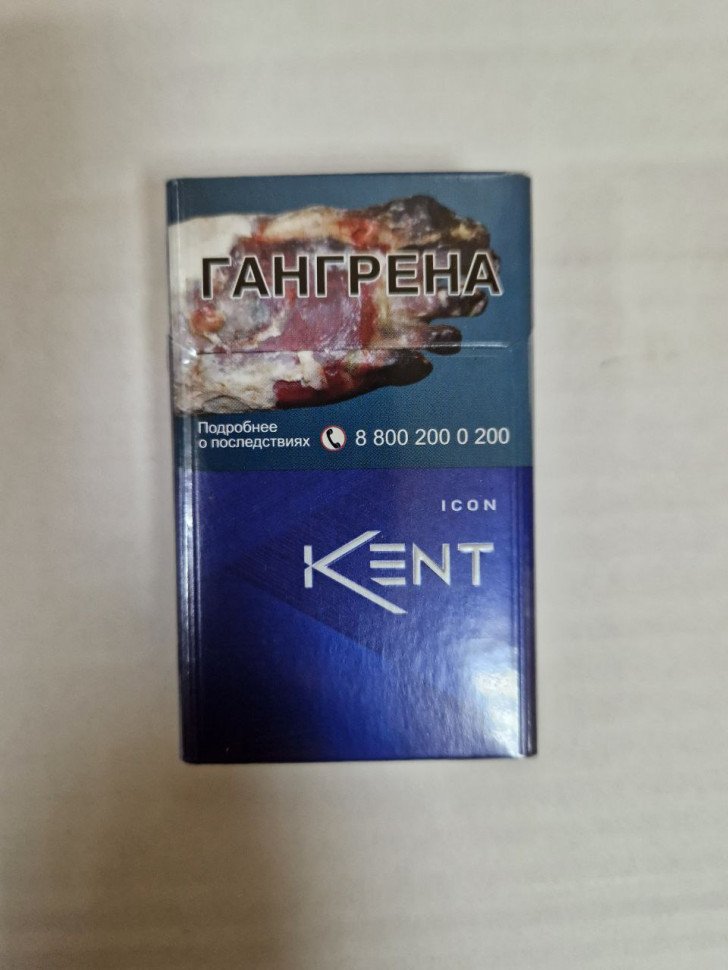 ГАНГРЕНА
Подробнее
о последствиях
8 800 200 0 200
ICON
KENT